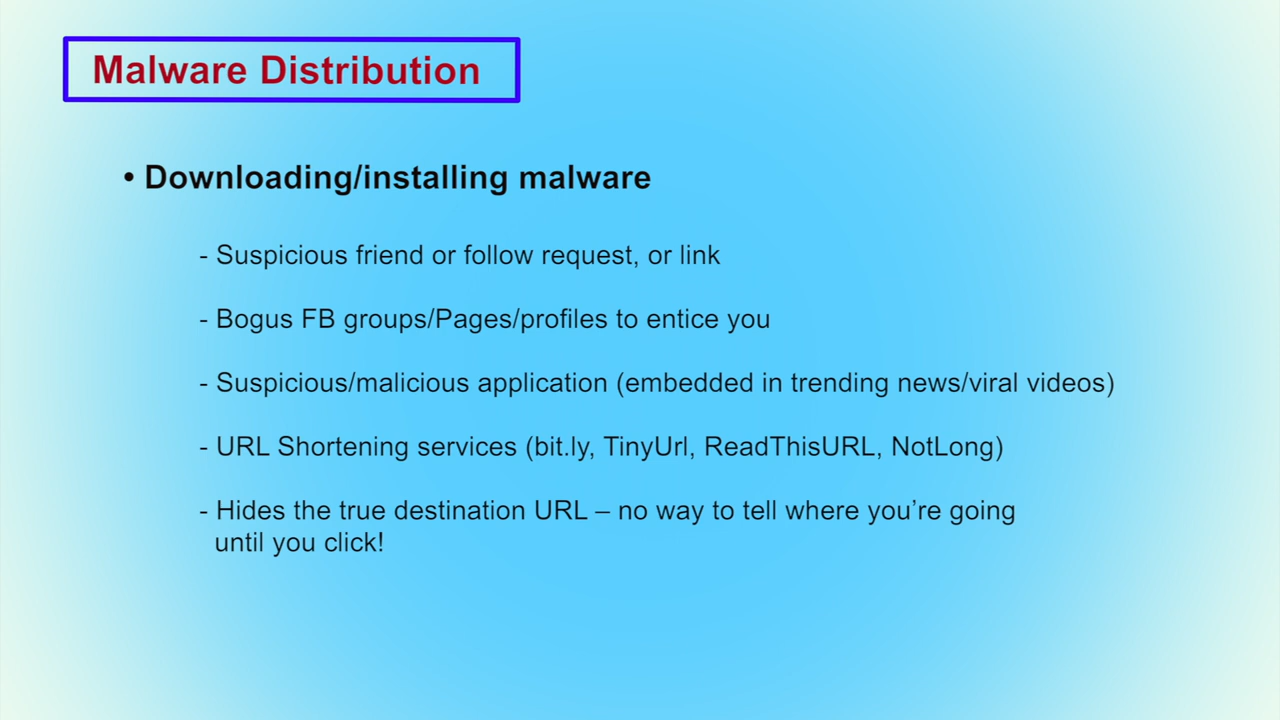 Malware Distribution
• Downloading/installing malware
- Suspicious friend or follow request, or link
- Bogus FB groups/Pages/profiles to entice you
- Suspicious/malicious application (embedded in trending news/viral videos)
- URL Shortening services (bit.ly, TinyUrl, ReadThisURL, NotLong)
- Hides the true destination URL – no way to tell where you’re going
until you click!